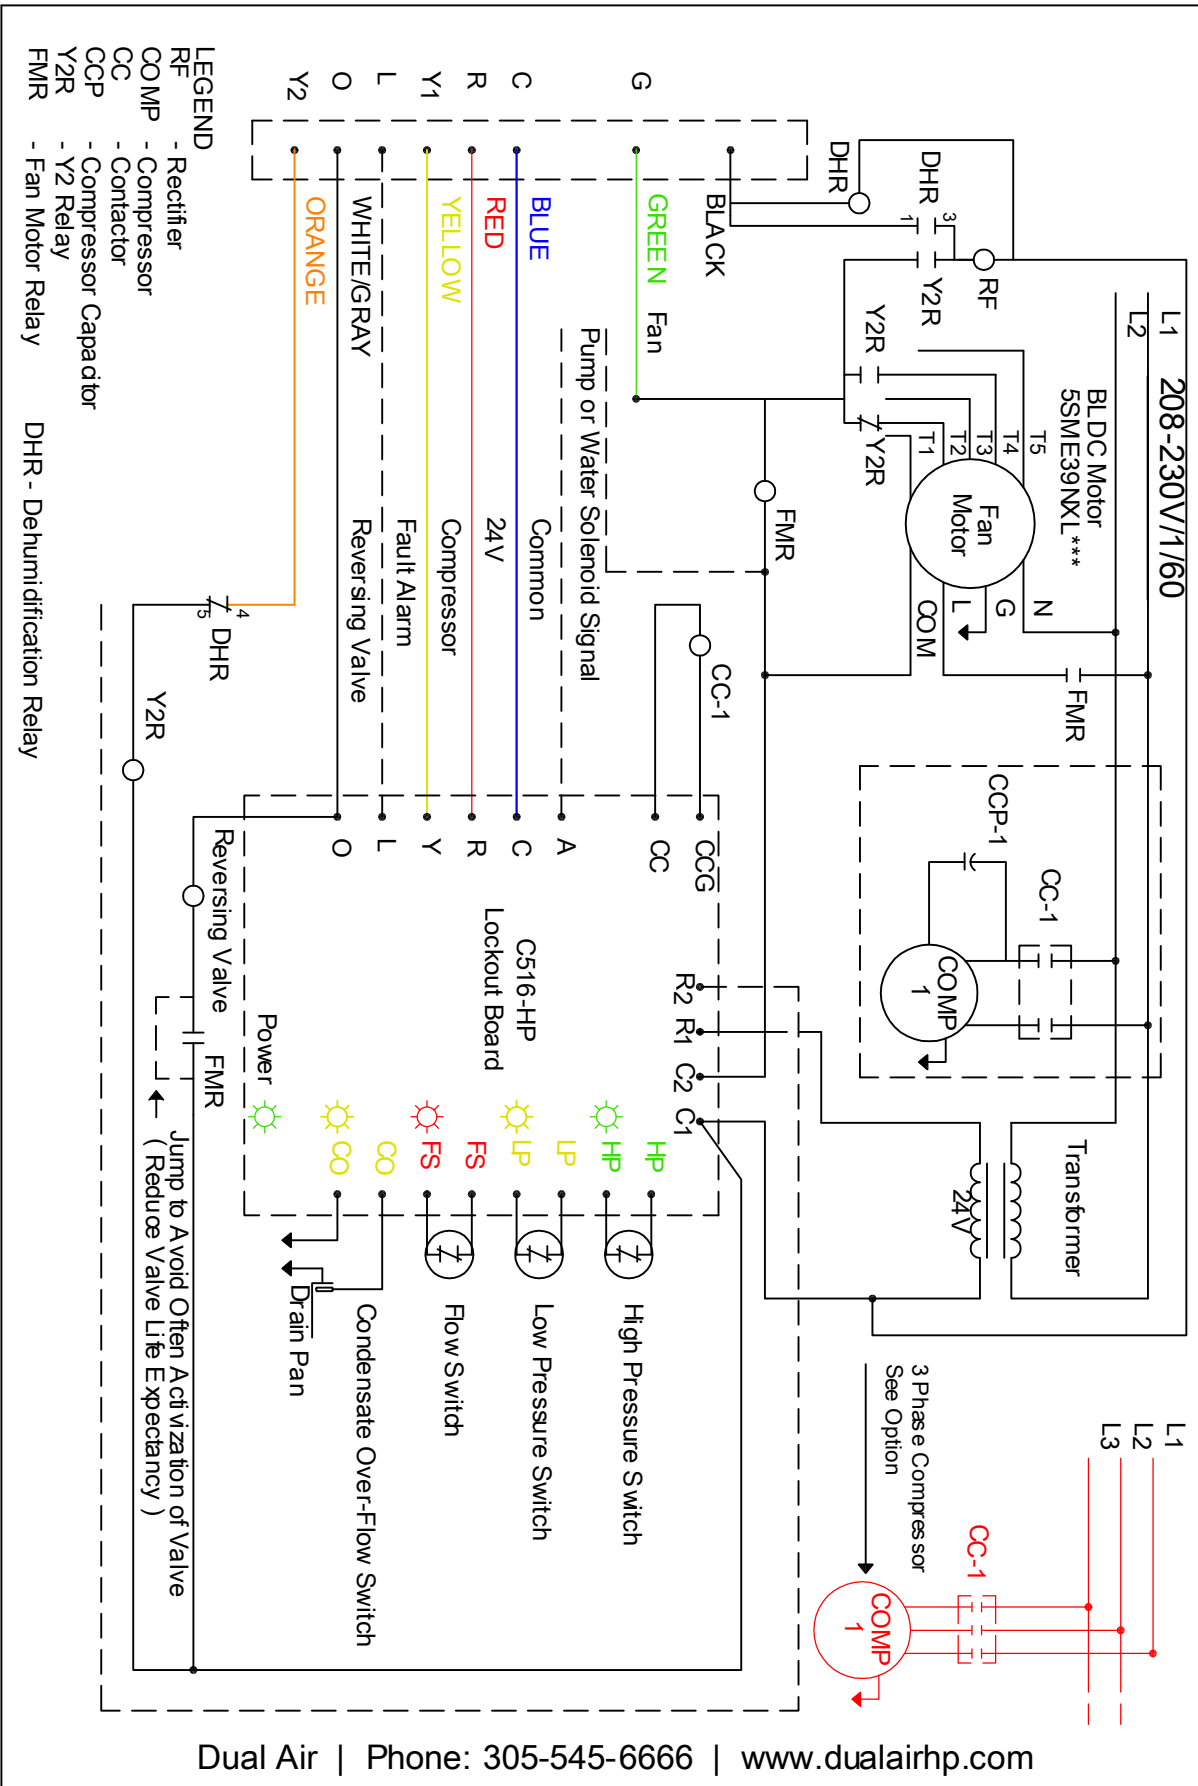 208-230V/1/60
L1
L2
BLDC Motor
5SME39NXL***
T5
T4
T3
T2
T1
Fan
Motor
N
G
L
COM
FMR
RF
DHR
3
1
DHR
Y2R
Y2R
Y2R
BLACK
G
GREEN
Fan
FMR
Pump or Water Solenoid Signal
C
BLUE
Common
R
RED
24V
Y1
YELLOW
Compressor
L
Fault Alarm
O
WHITE/GRAY
Reversing Valve
Y2
ORANGE
4
5
DHR
Y2R
CC-1
CCP-1
CC-1
COMP
1
Transformer
24V
CCG
CC
A
C
R
Y
L
O
C516-HP
Lockout Board
R2
R1
C2
C1
Power
HP
HP
LP
LP
FS
FS
CO
CO
High Pressure Switch
Low Pressure Switch
Flow Switch
Condensate Over-Flow Switch
Drain Pan
Reversing Valve
FMR
Jump to Avoid Often Activization of Valve
( Reduce Valve Life Expectancy )
3 Phase Compressor
See Option
L1
L2
L3
CC-1
COMP
1
LEGEND
RF - Rectifier
COMP - Compressor
CC - Contactor
CCP - Compressor Capacitor
Y2R - Y2 Relay
FMR - Fan Motor Relay
DHR - Dehumidification Relay
Dual Air | Phone: 305-545-6666 | www.dualairhp.com